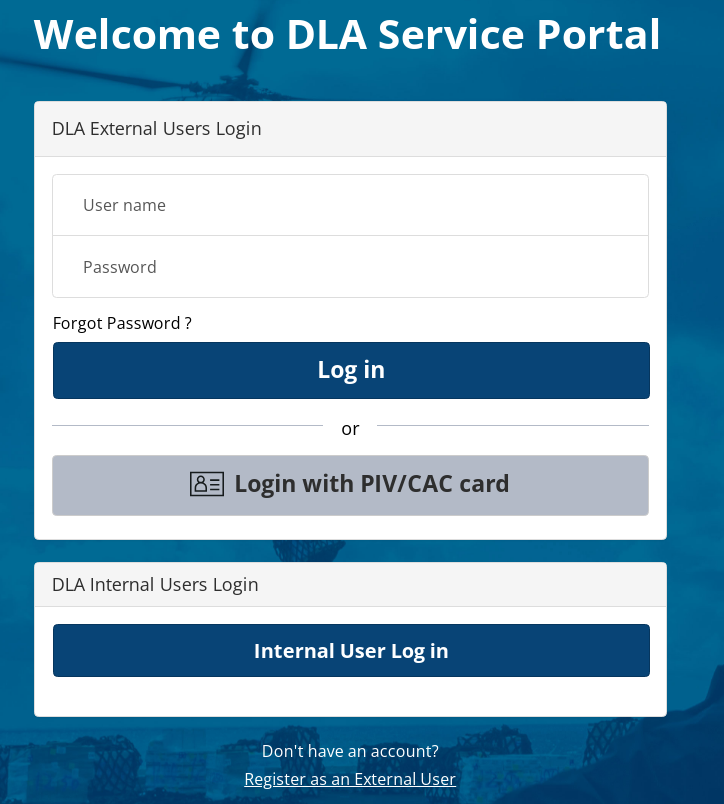 Welcome to DLA Service Portal
DLA External Users Login
User name
Password
Forgot Password ?
Log in
or
Login with PIV/CAC card
DLA Internal Users Login
Internal User Log in
Don't have an account?
Register as an External User